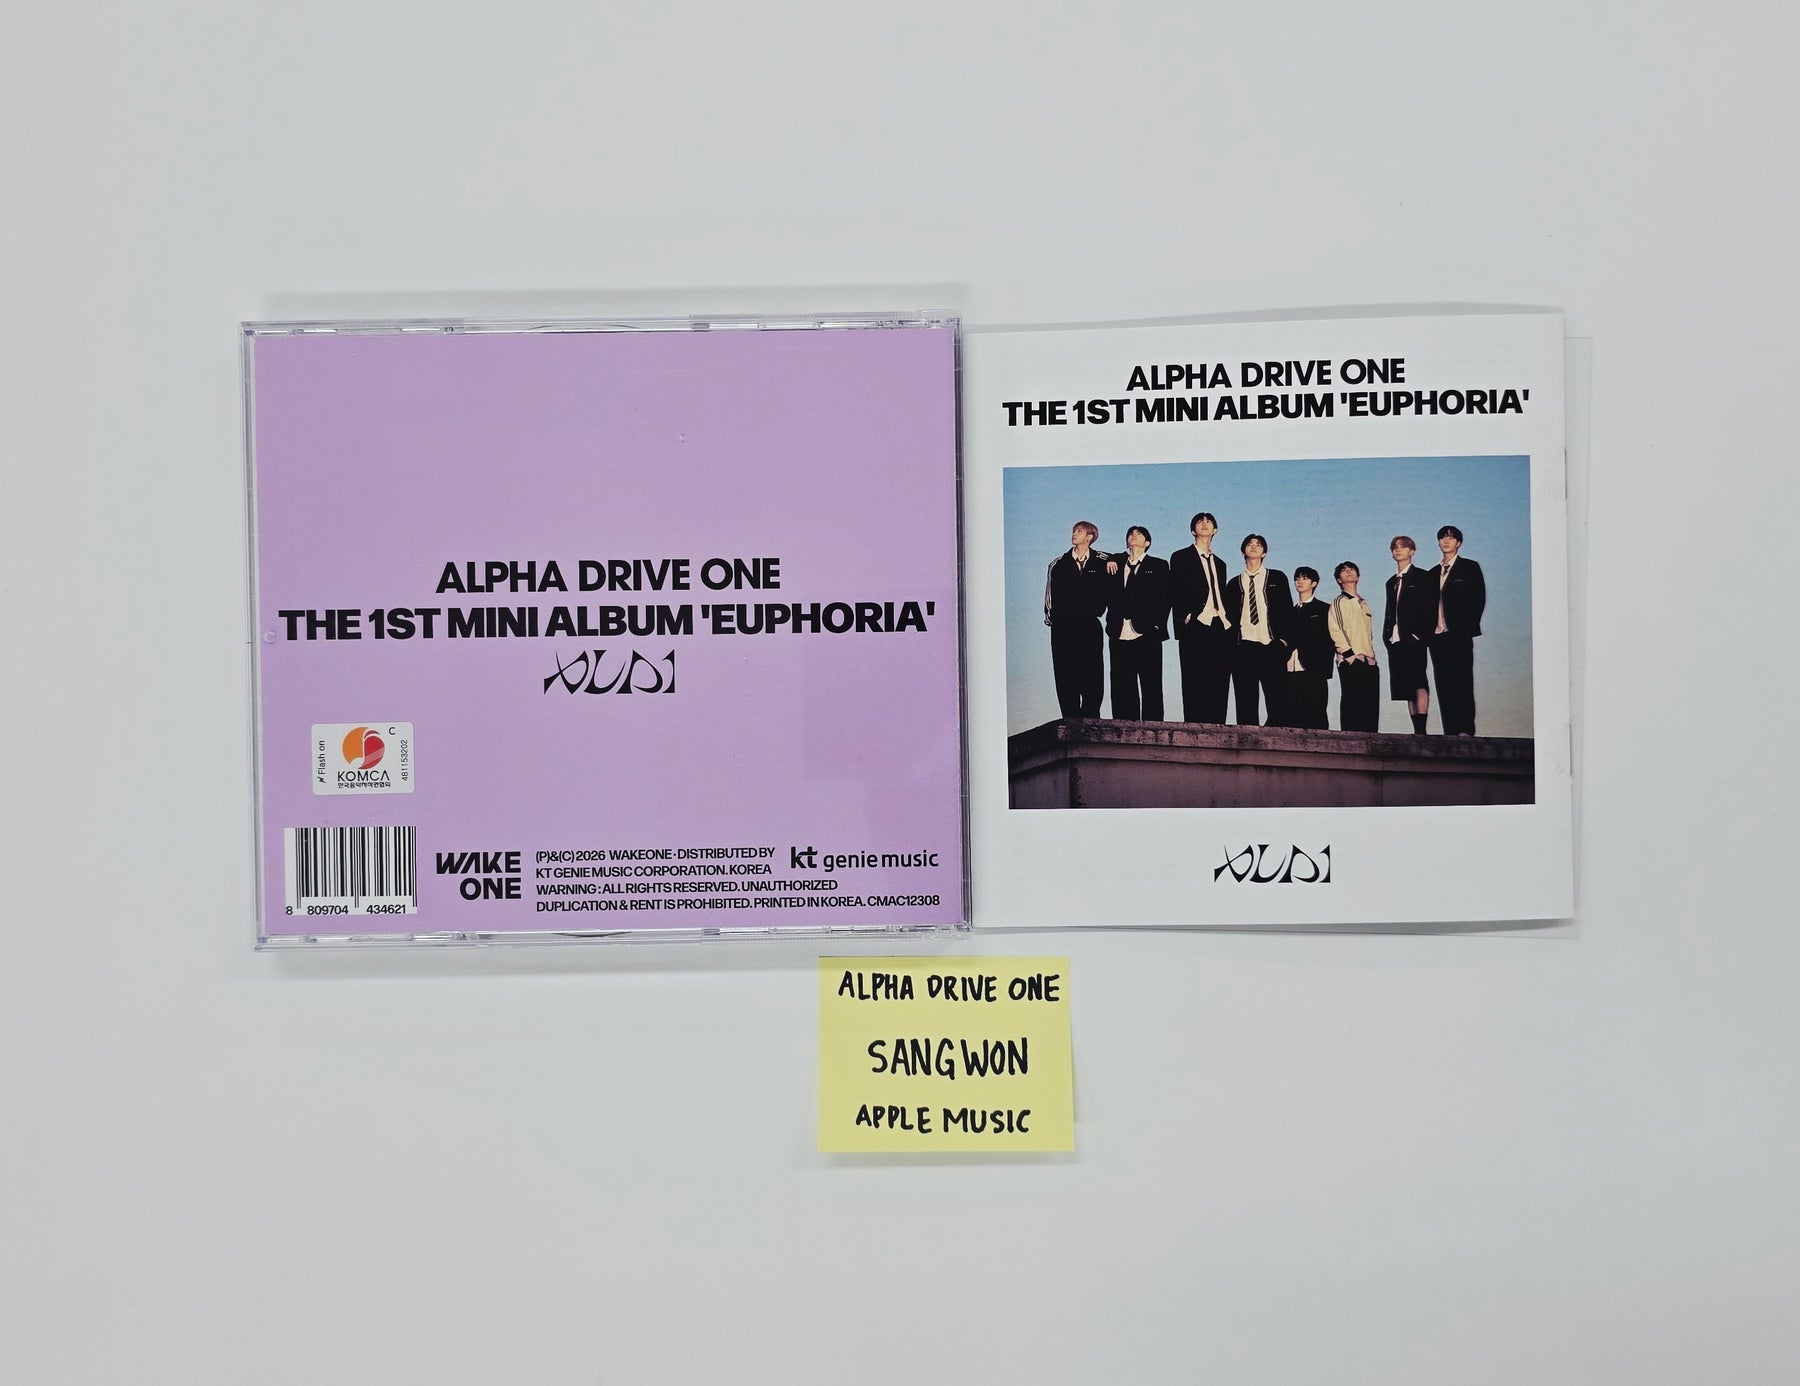 ALPHA DRIVE ONE
THE 1ST MINI ALBUM 'EUPHORIA'
Flash on
C
KOMCA
한국음악저작권협회
481153202
8 809704 434621
WAKE
ONE
(P)&(C) 2026 WAKEONE · DISTRIBUTED BY
KT GENIE MUSIC CORPORATION. KOREA
WARNING : ALL RIGHTS RESERVED. UNAUTHORIZED
DUPLICATION & RENT IS PROHIBITED. PRINTED IN KOREA. CMAC12308
kt genie music
ALPHA DRIVE ONE
THE 1ST MINI ALBUM 'EUPHORIA'
ALPHA DRIVE ONE
SANGWON
APPLE MUSIC